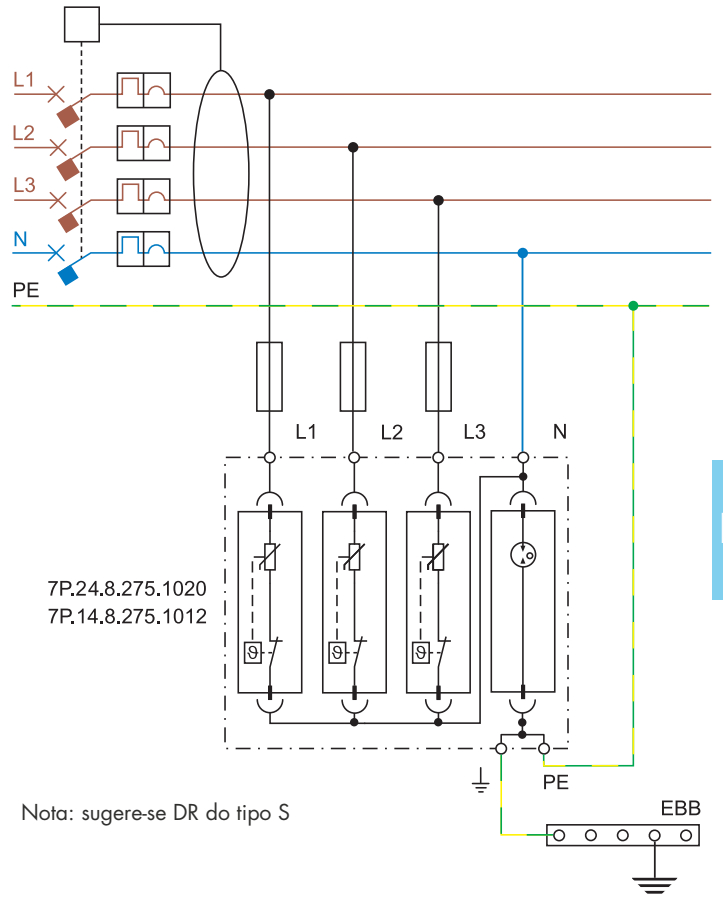 L1
L2
L3
N
PE
L1 L2 L3 N
7P.24.8.275.1020
7P.14.8.275.1012
ϑ ϑ ϑ
PE
Nota: sugere-se DR do tipo S
EBB